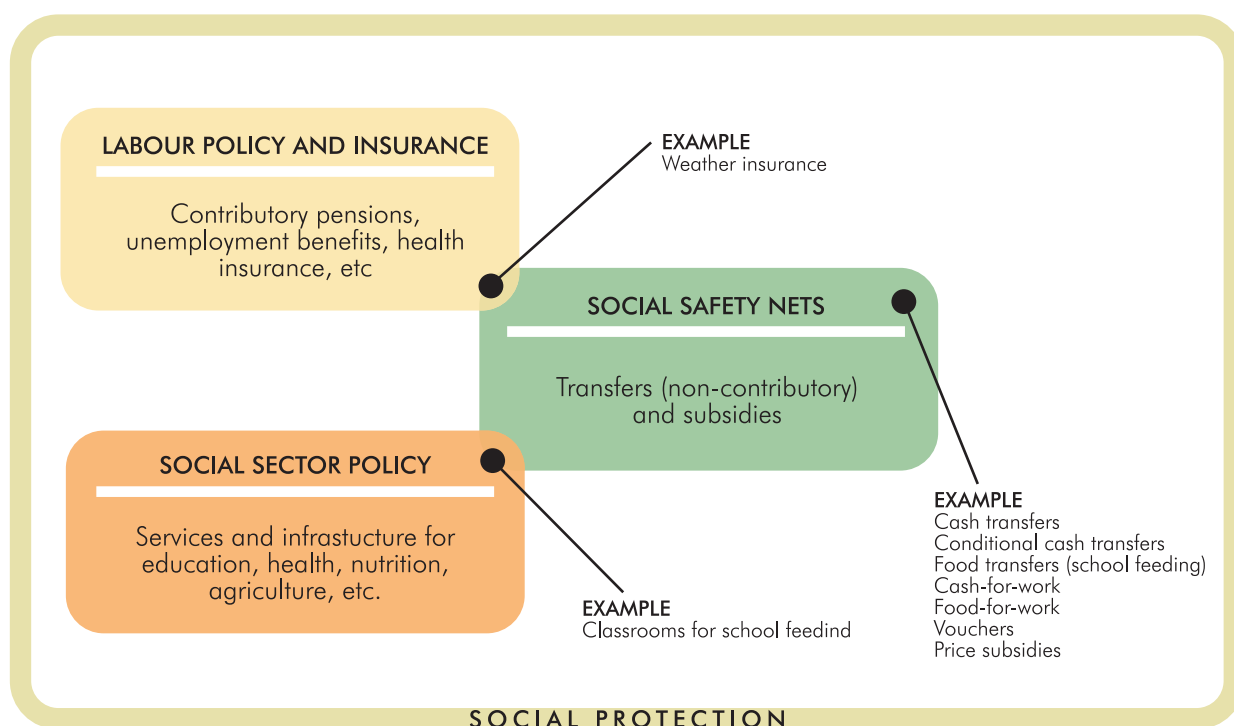 LABOUR POLICY AND INSURANCE
Contributory pensions,
unemployment benefits, health
insurance, etc
EXAMPLE
Weather insurance
SOCIAL SAFETY NETS
Transfers (non-contributory)
and subsidies
SOCIAL SECTOR POLICY
Services and infrastucture for
education, health, nutrition,
agriculture, etc.
EXAMPLE
Classrooms for school feedind
EXAMPLE
Cash transfers
Conditional cash transfers
Food transfers (school feeding)
Cash-for-work
Food-for-work
Vouchers
Price subsidies
SOCIAL PROTECTION